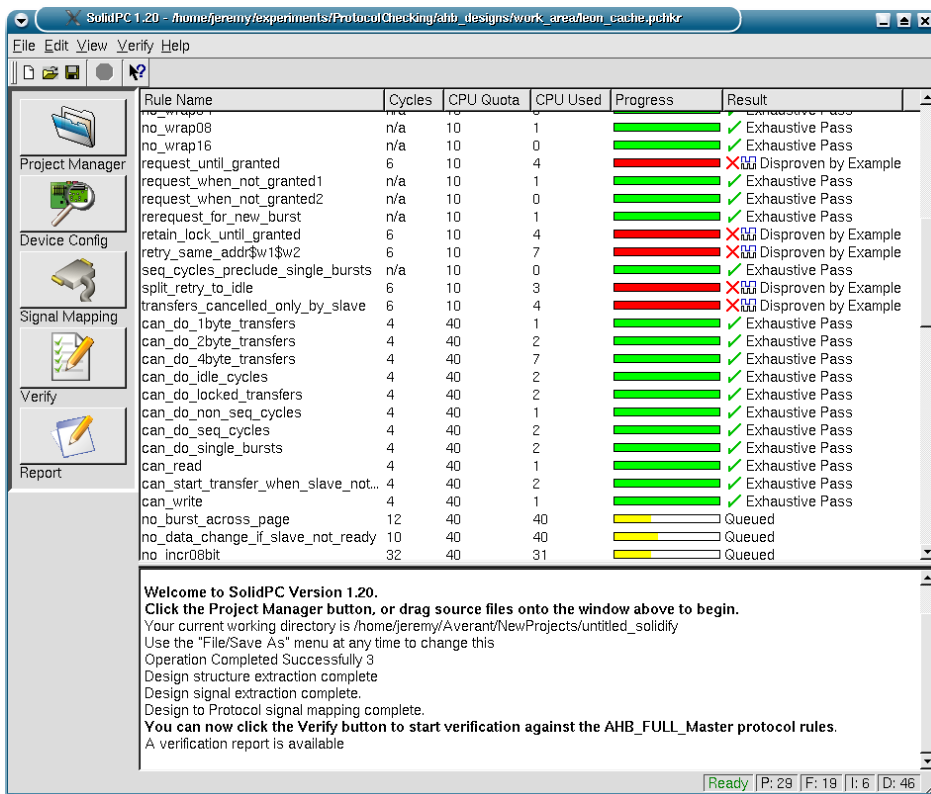 SolidPC 1.20 - /home/jeremy/experiments/ProtocolChecking/ahb_designs/work_area/leon_cache.pchkr
File Edit View Verify Help
Project Manager
Device Config
Signal Mapping
Verify
Report
Rule Name Cycles CPU Quota CPU Used Progress Result
no_wrap08 n/a 10 1 Exhaustive Pass
no_wrap16 n/a 10 0 Exhaustive Pass
request_until_granted 6 10 4 Disproven by Example
request_when_not_granted1 n/a 10 1 Exhaustive Pass
request_when_not_granted2 n/a 10 0 Exhaustive Pass
rerequest_for_new_burst n/a 10 1 Exhaustive Pass
retain_lock_until_granted 6 10 4 Disproven by Example
retry_same_addr$w1$w2 6 10 7 Disproven by Example
seq_cycles_preclude_single_bursts n/a 10 0 Exhaustive Pass
split_retry_to_idle 6 10 3 Disproven by Example
transfers_cancelled_only_by_slave 6 10 4 Disproven by Example
can_do_1byte_transfers 4 40 1 Exhaustive Pass
can_do_2byte_transfers 4 40 2 Exhaustive Pass
can_do_4byte_transfers 4 40 7 Exhaustive Pass
can_do_idle_cycles 4 40 2 Exhaustive Pass
can_do_locked_transfers 4 40 2 Exhaustive Pass
can_do_non_seq_cycles 4 40 1 Exhaustive Pass
can_do_seq_cycles 4 40 2 Exhaustive Pass
can_do_single_bursts 4 40 2 Exhaustive Pass
can_read 4 40 1 Exhaustive Pass
can_start_transfer_when_slave_not... 4 40 2 Exhaustive Pass
can_write 4 40 1 Exhaustive Pass
no_burst_across_page 12 40 40 Queued
no_data_change_if_slave_not_ready 10 40 40 Queued
no_incr08bit 32 40 31 Queued
Welcome to SolidPC Version 1.20.
Click the Project Manager button, or drag source files onto the window above to begin.
Your current working directory is /home/jeremy/Averant/NewProjects/untitled_solidify
Use the "File/Save As" menu at any time to change this
Operation Completed Successfully 3
Design structure extraction complete
Design signal extraction complete.
Design to Protocol signal mapping complete.
You can now click the Verify button to start verification against the AHB_FULL_Master protocol rules.
A verification report is available
Ready P: 29 F: 19 I: 6 D: 46